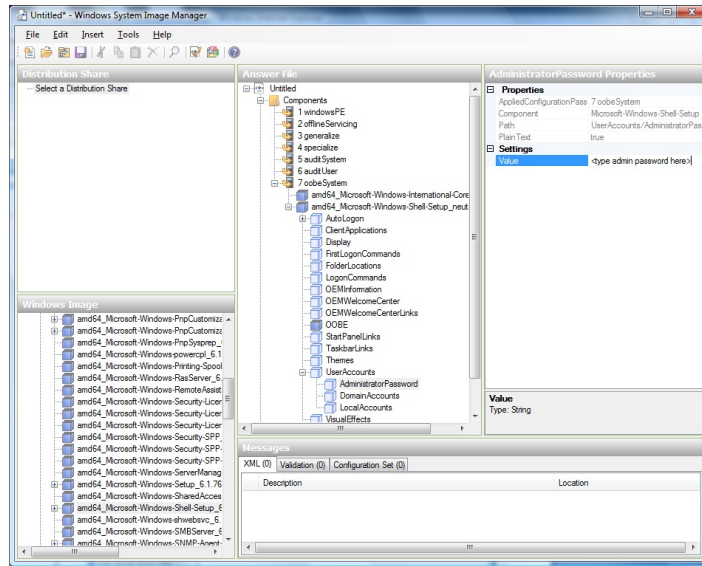 Untitled* - Windows System Image Manager
File Edit Insert Tools Help
Distribution Share
Select a Distribution Share
Windows Image
amd64_Microsoft-Windows-PnpCustomiza
amd64_Microsoft-Windows-PnpCustomiza
amd64_Microsoft-Windows-PnpSysprep_
amd64_Microsoft-Windows-powercpl_6.1
amd64_Microsoft-Windows-Printing-Spool
amd64_Microsoft-Windows-RasServer_6.
amd64_Microsoft-Windows-RemoteAssist
amd64_Microsoft-Windows-Security-Licer
amd64_Microsoft-Windows-Security-Licer
amd64_Microsoft-Windows-Security-Licer
amd64_Microsoft-Windows-Security-SPP_
amd64_Microsoft-Windows-Security-SPP-
amd64_Microsoft-Windows-Security-SPP-
amd64_Microsoft-Windows-ServerManag
amd64_Microsoft-Windows-Setup_6.1.76
amd64_Microsoft-Windows-SharedAcces
amd64_Microsoft-Windows-Shell-Setup_6
amd64_Microsoft-Windows-shwebsvc_6.
amd64_Microsoft-Windows-SMBServer_6
amd64_Microsoft-Windows-SNMP-Agent-
Answer File
Untitled
Components
1 windowsPE
2 offlineServicing
3 generalize
4 specialize
5 auditSystem
6 auditUser
7 oobeSystem
amd64_Microsoft-Windows-International-Core
amd64_Microsoft-Windows-Shell-Setup_neut
AutoLogon
ClientApplications
Display
FirstLogonCommands
FolderLocations
LogonCommands
OEMInformation
OEMWelcomeCenter
OEMWelcomeCenterLinks
OOBE
StartPanelLinks
TaskbarLinks
Themes
UserAccounts
AdministratorPassword
DomainAccounts
LocalAccounts
VisualEffects
AdministratorPassword Properties
Properties
AppliedConfigurationPass 7 oobeSystem
Component Microsoft-Windows-Shell-Setup
Path UserAccounts/AdministratorPas
PlainText true
Settings
Value <type admin password here>
Value
Type: String
Messages
XML (0) Validation (0) Configuration Set (0)
Description Location